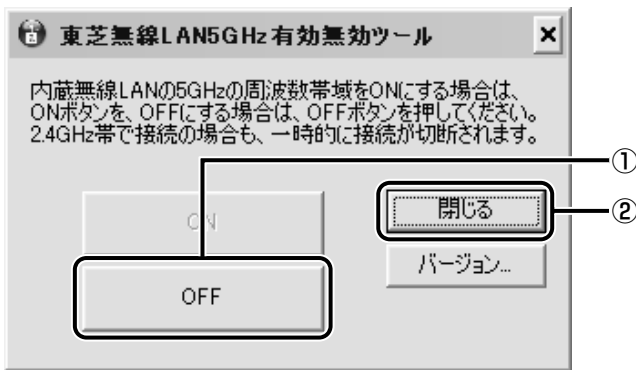 東芝無線LAN5GHz有効無効ツール
内蔵無線LANの5GHzの周波数帯域をONにする場合は、
ONボタンを、OFFにする場合は、OFFボタンを押してください。
2.4GHz帯で接続の場合も、一時的に接続が切断されます。
①
ON
閉じる
②
バージョン...
OFF